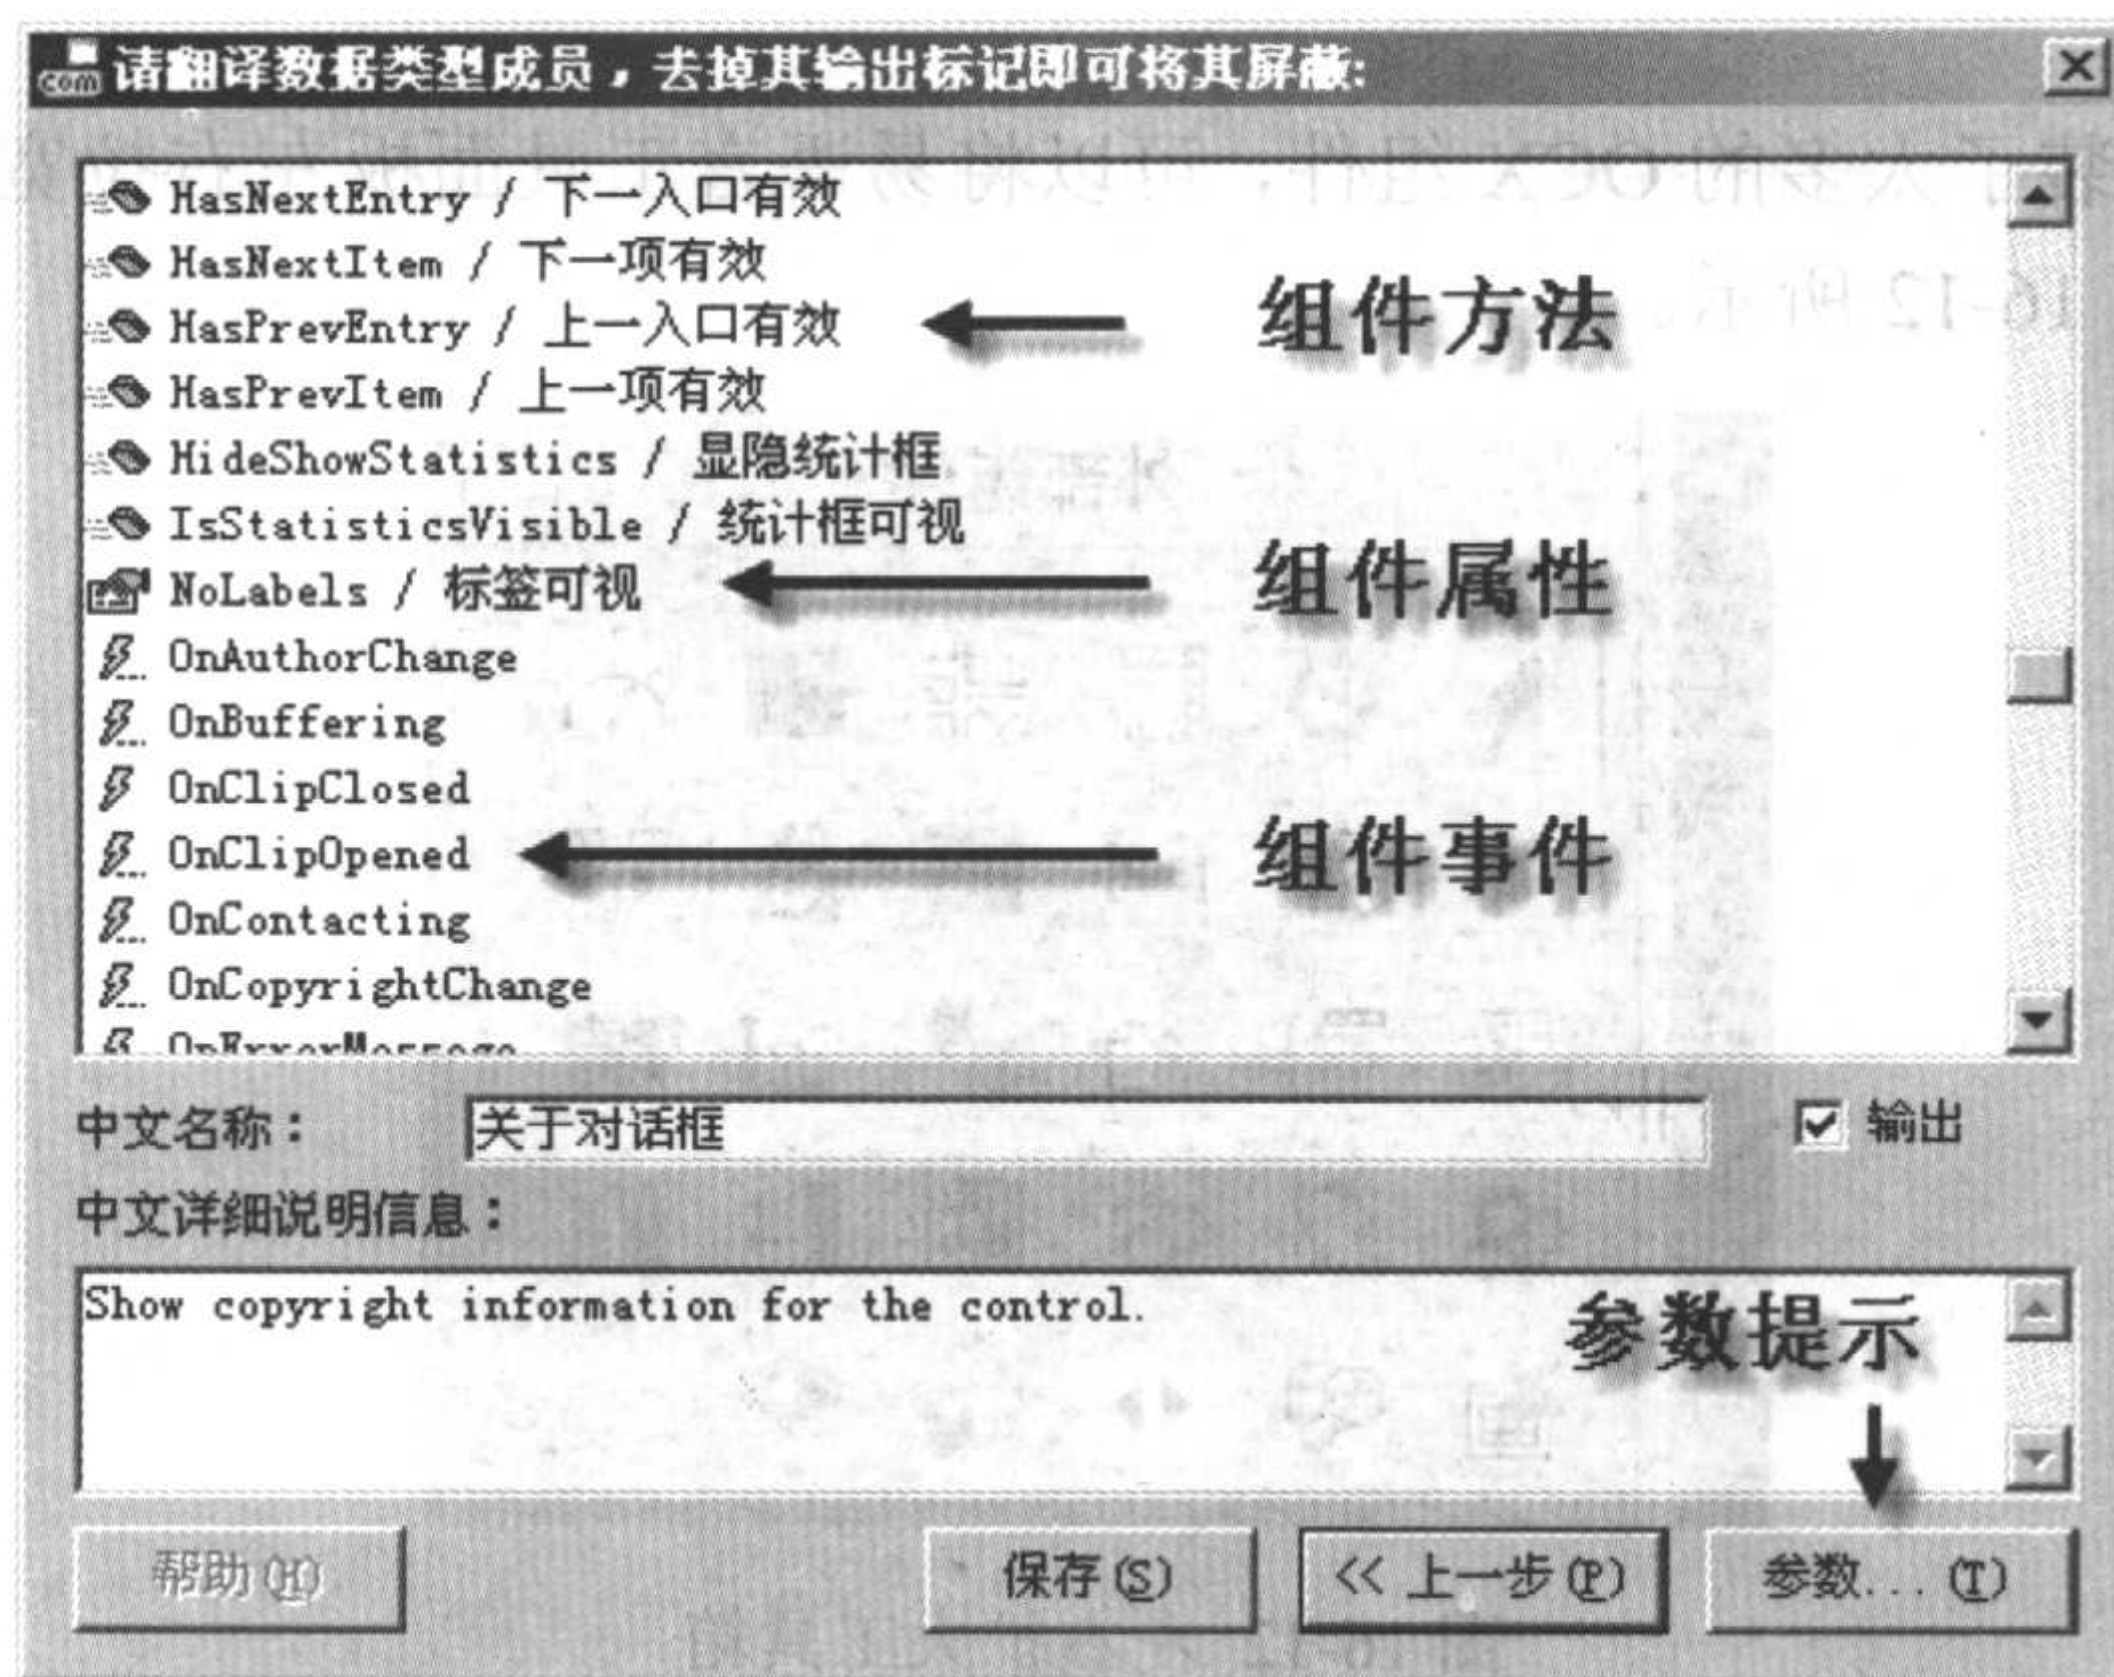 com 请翻译数据类型成员，去掉其输出标记即可将其屏蔽:
HasNextEntry / 下一入口有效
HasNextItem / 下一项有效
HasPrevEntry / 上一入口有效
组件方法
HasPrevItem / 上一项有效
HideShowStatistics / 显隐统计框
IsStatisticsVisible / 统计框可视
NoLabels / 标签可视
组件属性
OnAuthorChange
OnBuffering
OnClipClosed
OnClipOpened
组件事件
OnContacting
OnCopyrightChange
OnErrorMessage
中文名称：
关于对话框
输出
中文详细说明信息：
Show copyright information for the control.
参数提示
帮助(H)
保存(S)
<< 上一步(P)
参数...(T)